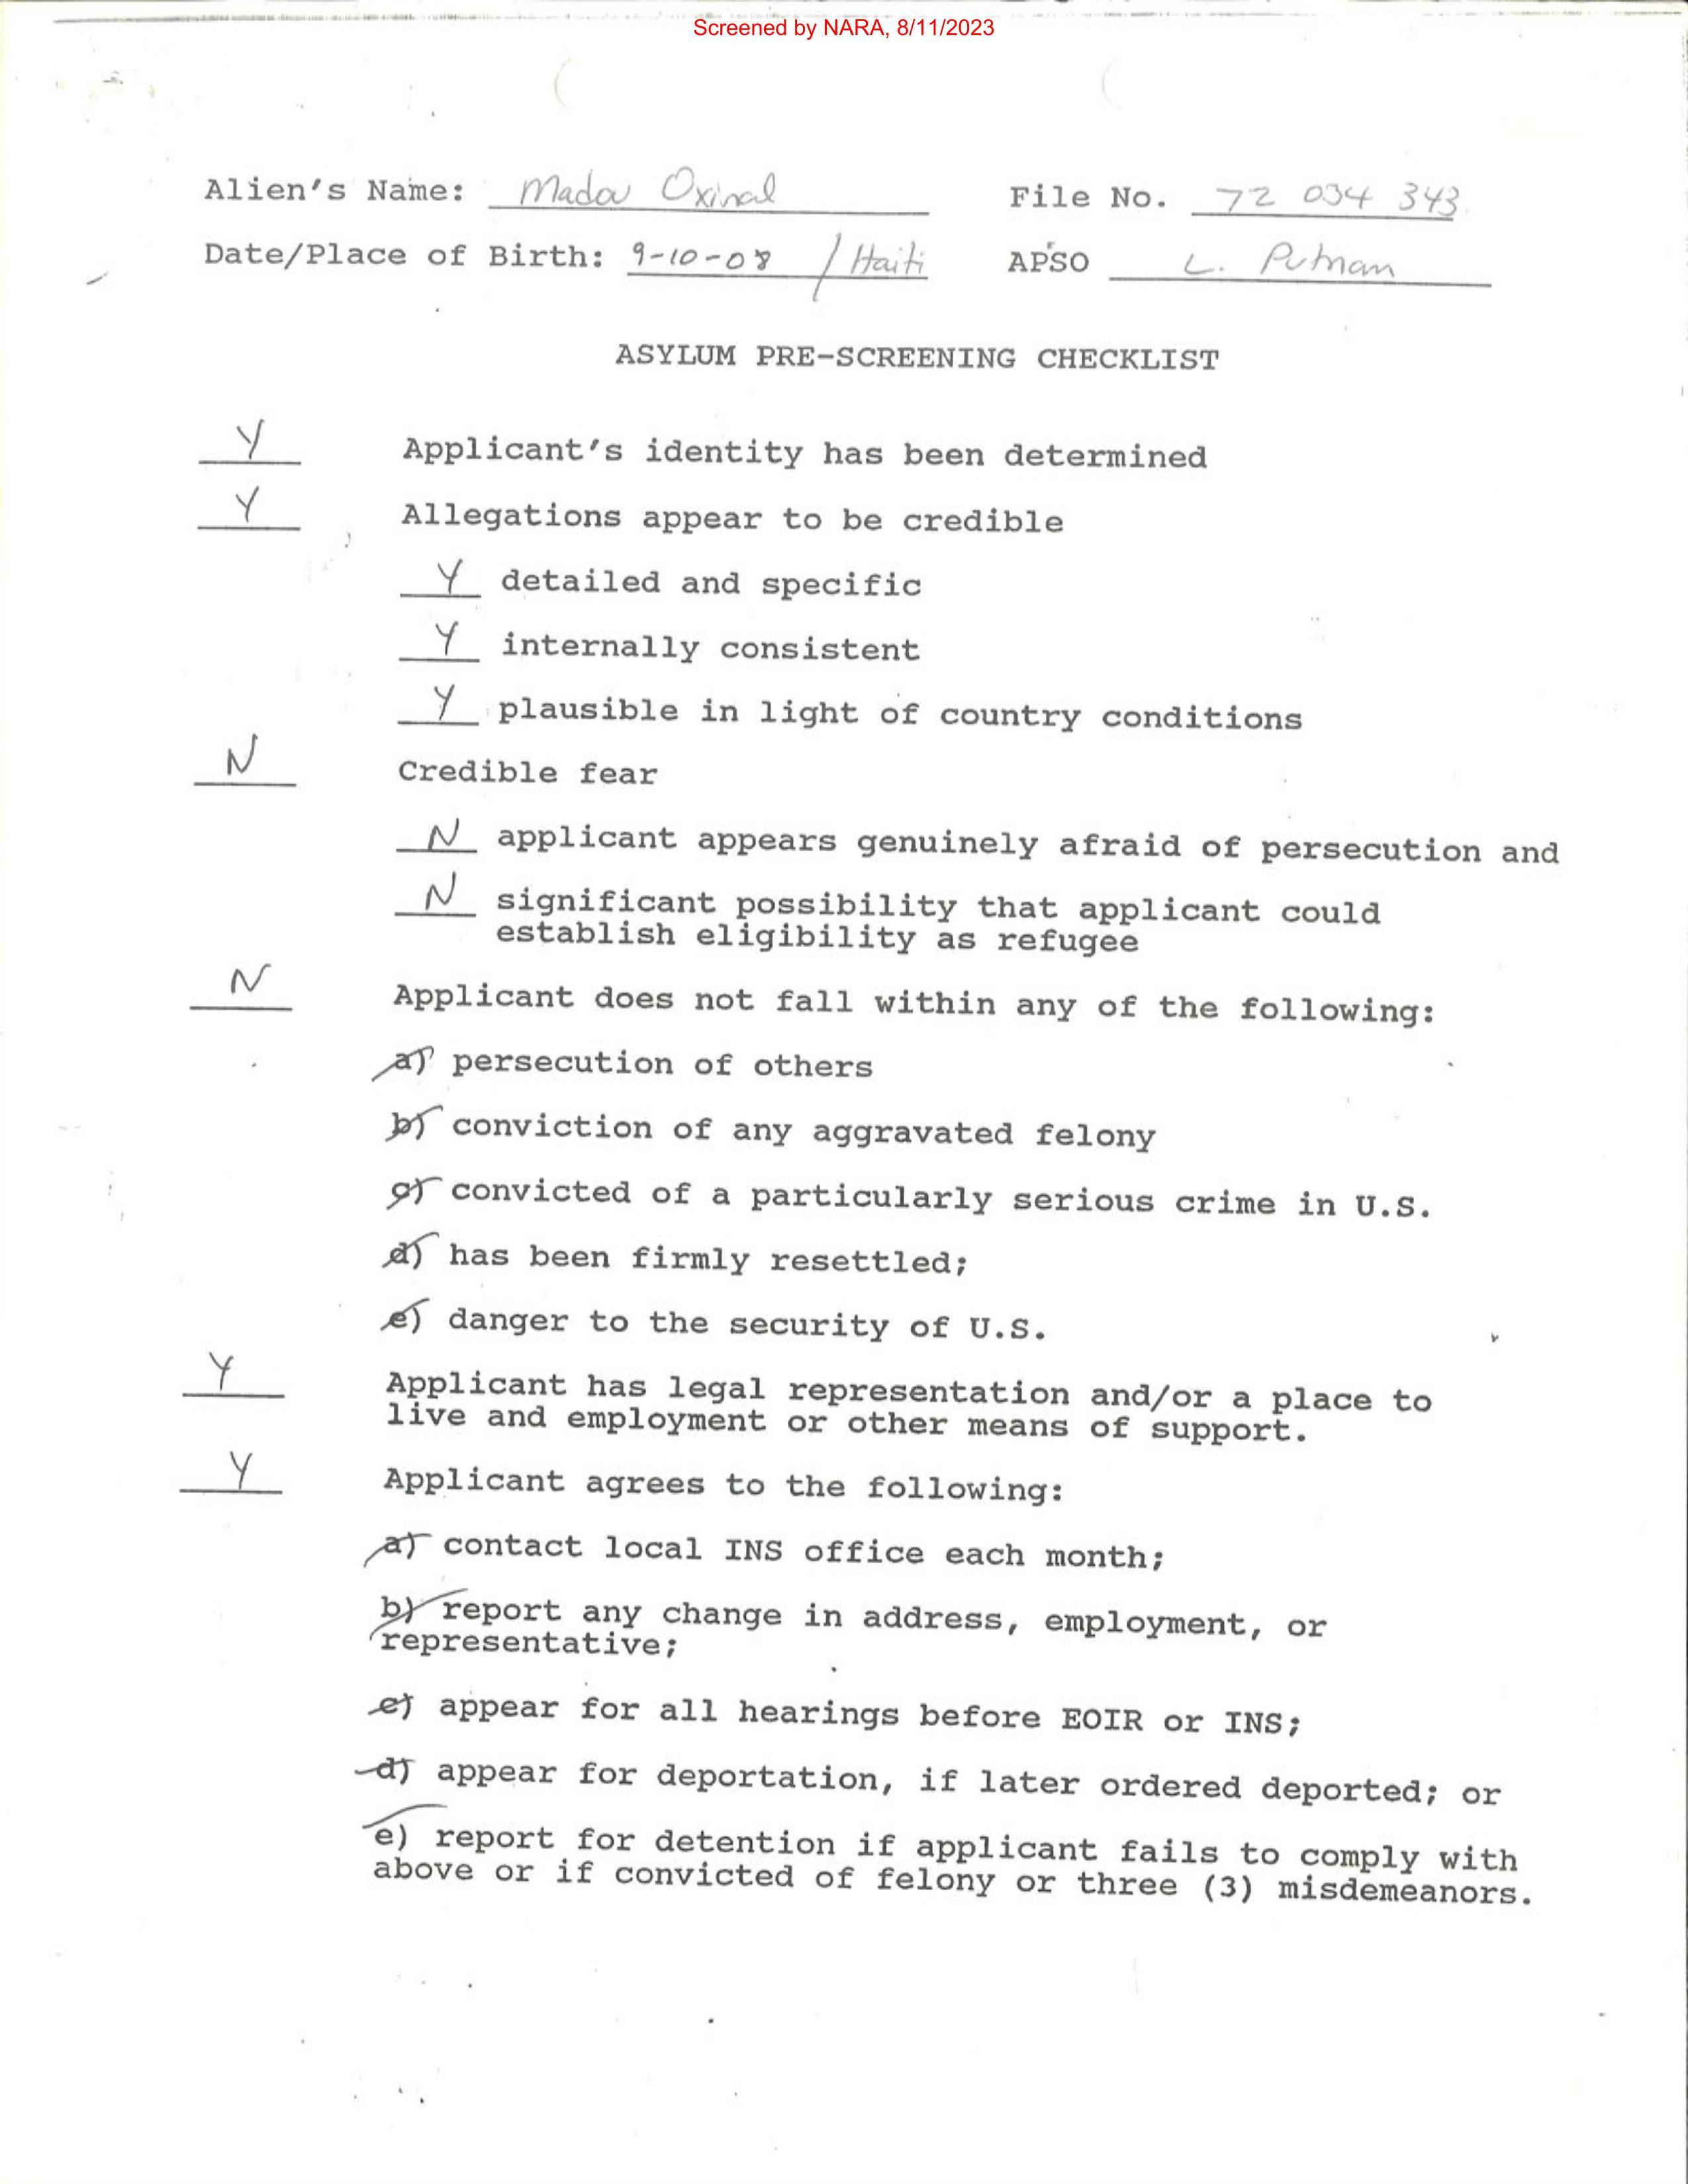 Screened by NARA, 8/11/2023
Alien's Name: Madou Oxinal File No. 72 034 343
Date/Place of Birth: 9-10-08 / Haiti APSO L. Putnam
ASYLUM PRE-SCREENING CHECKLIST
Y Applicant's identity has been determined
Y Allegations appear to be credible
Y detailed and specific
Y internally consistent
Y plausible in light of country conditions
N Credible fear
N applicant appears genuinely afraid of persecution and
N significant possibility that applicant could
establish eligibility as refugee
N Applicant does not fall within any of the following:
a) persecution of others
b) conviction of any aggravated felony
c) convicted of a particularly serious crime in U.S.
d) has been firmly resettled;
e) danger to the security of U.S.
Y Applicant has legal representation and/or a place to
live and employment or other means of support.
Y Applicant agrees to the following:
a) contact local INS office each month;
b) report any change in address, employment, or
representative;
c) appear for all hearings before EOIR or INS;
d) appear for deportation, if later ordered deported; or
e) report for detention if applicant fails to comply with
above or if convicted of felony or three (3) misdemeanors.